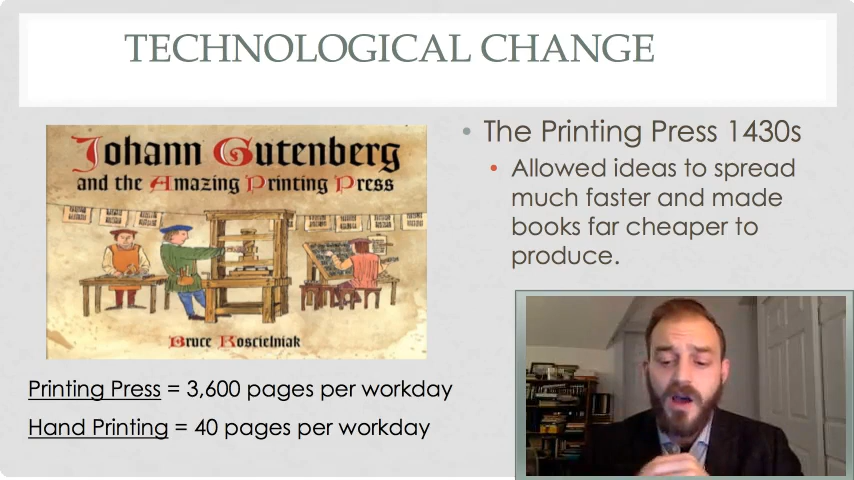 TECHNOLOGICAL CHANGE
Johann Gutenberg
and the Amazing Printing Press
Bruce Koscielniak
• The Printing Press 1430s
• Allowed ideas to spread
much faster and made
books far cheaper to
produce.
Printing Press = 3,600 pages per workday
Hand Printing = 40 pages per workday